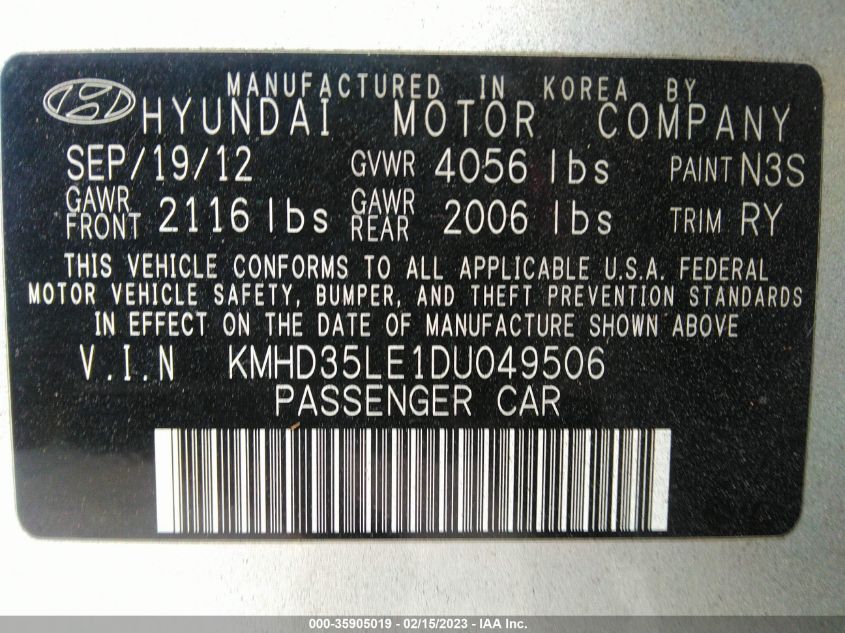 MANUFACTURED IN KOREA BY
HYUNDAI MOTOR COMPANY
SEP/19/12 GVWR 4056 lbs PAINT N3S
GAWR FRONT 2116 lbs GAWR REAR 2006 lbs TRIM RY
THIS VEHICLE CONFORMS TO ALL APPLICABLE U.S.A. FEDERAL
MOTOR VEHICLE SAFETY, BUMPER, AND THEFT PREVENTION STANDARDS
IN EFFECT ON THE DATE OF MANUFACTURE SHOWN ABOVE
V.I.N KMHD35LE1DU049506
PASSENGER CAR
000-35905019 - 02/15/2023 - IAA Inc.